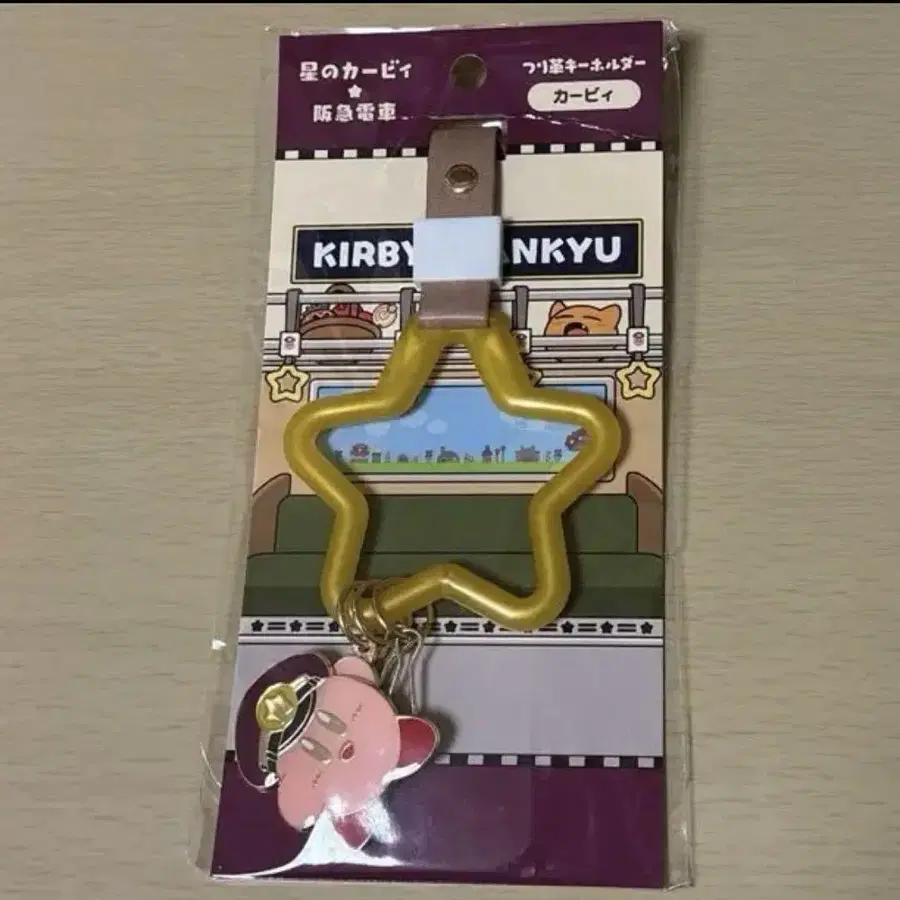 星のカービィ
★
阪急電車
つり革キーホルダー
カービィ
KIRBY ANKYU